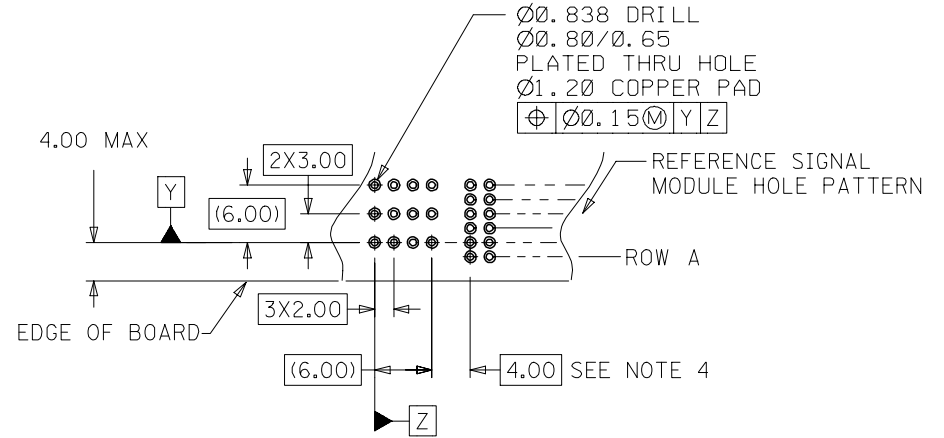 Ø0.838 DRILL
Ø0.80/0.65
PLATED THRU HOLE
Ø1.20 COPPER PAD
⌖ Ø0.15Ⓜ Y Z
4.00 MAX
2X3.00
REFERENCE SIGNAL
MODULE HOLE PATTERN
Y
(6.00)
ROW A
3X2.00
EDGE OF BOARD
(6.00)
4.00 SEE NOTE 4
Z